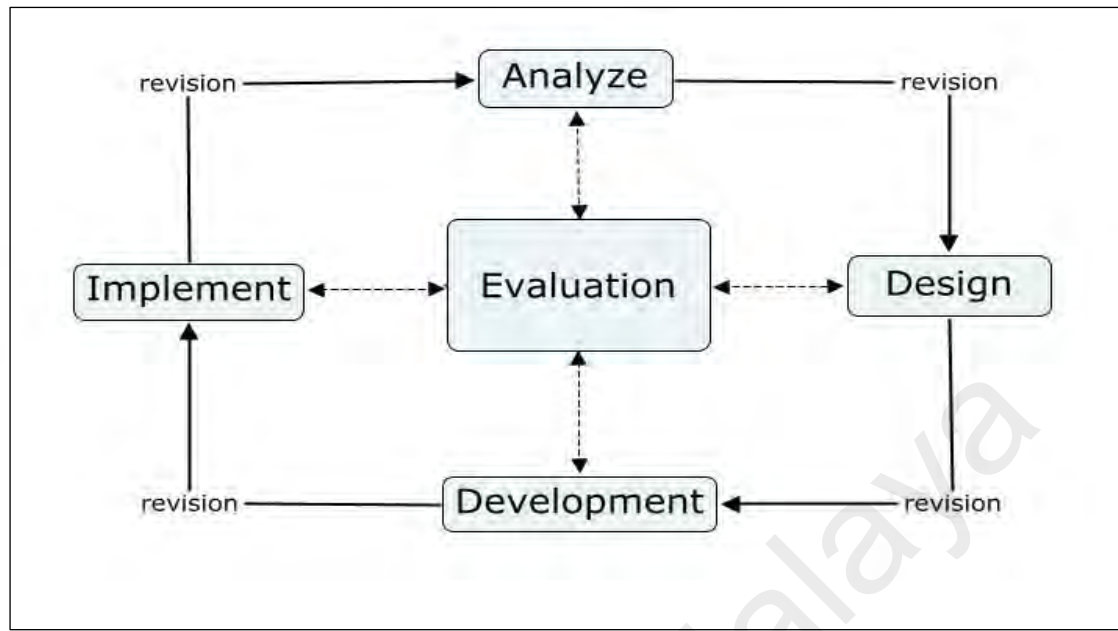 revision
Analyze
revision
Implement
Evaluation
Design
revision
Development
revision